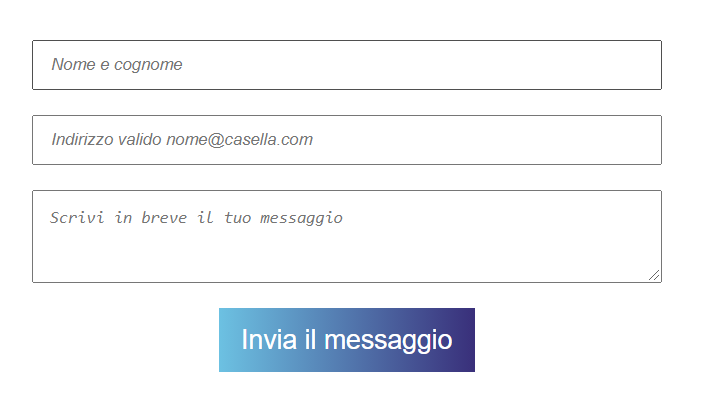 Nome e cognome
Indirizzo valido nome@casella.com
Scrivi in breve il tuo messaggio
Invia il messaggio